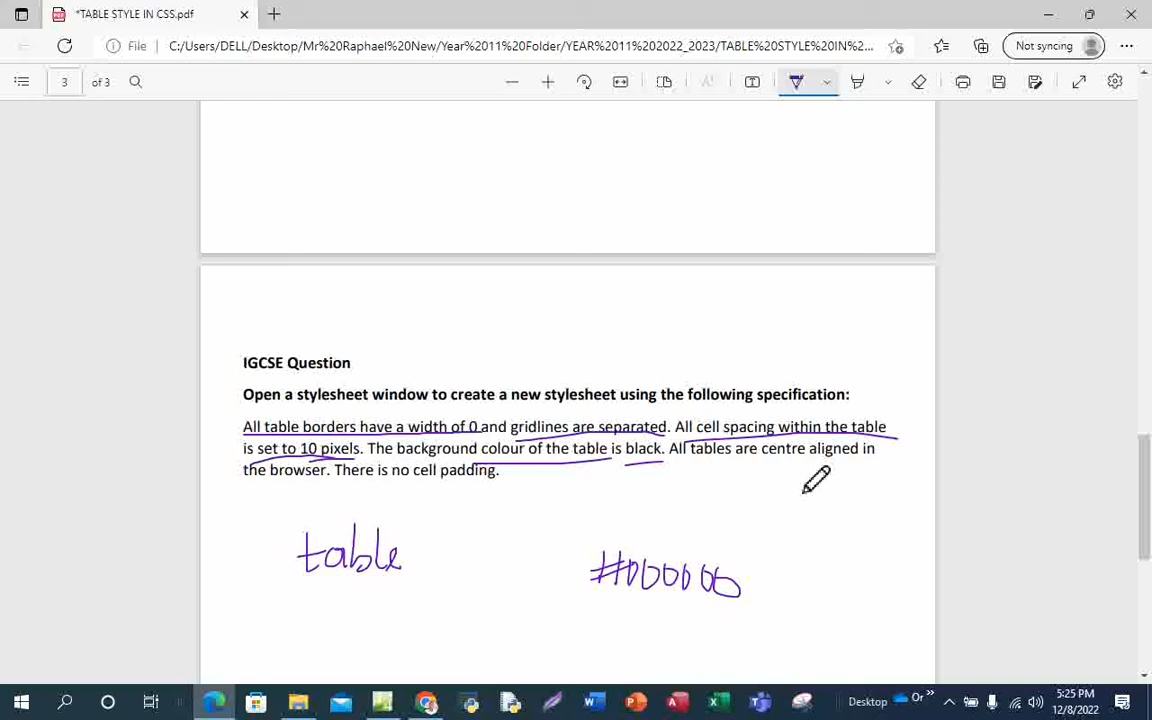 *TABLE STYLE IN CSS.pdf
File C:/Users/DELL/Desktop/Mr%20Raphael%20New/Year%2011%20Folder/YEAR%2011%202022_2023/TABLE%20STYLE%20IN%2... Not syncing
3 of 3
IGCSE Question
Open a stylesheet window to create a new stylesheet using the following specification:
All table borders have a width of 0 and gridlines are separated. All cell spacing within the table
is set to 10 pixels. The background colour of the table is black. All tables are centre aligned in
the browser. There is no cell padding.
table
#000000
Desktop Or 5:25 PM
12/8/2022